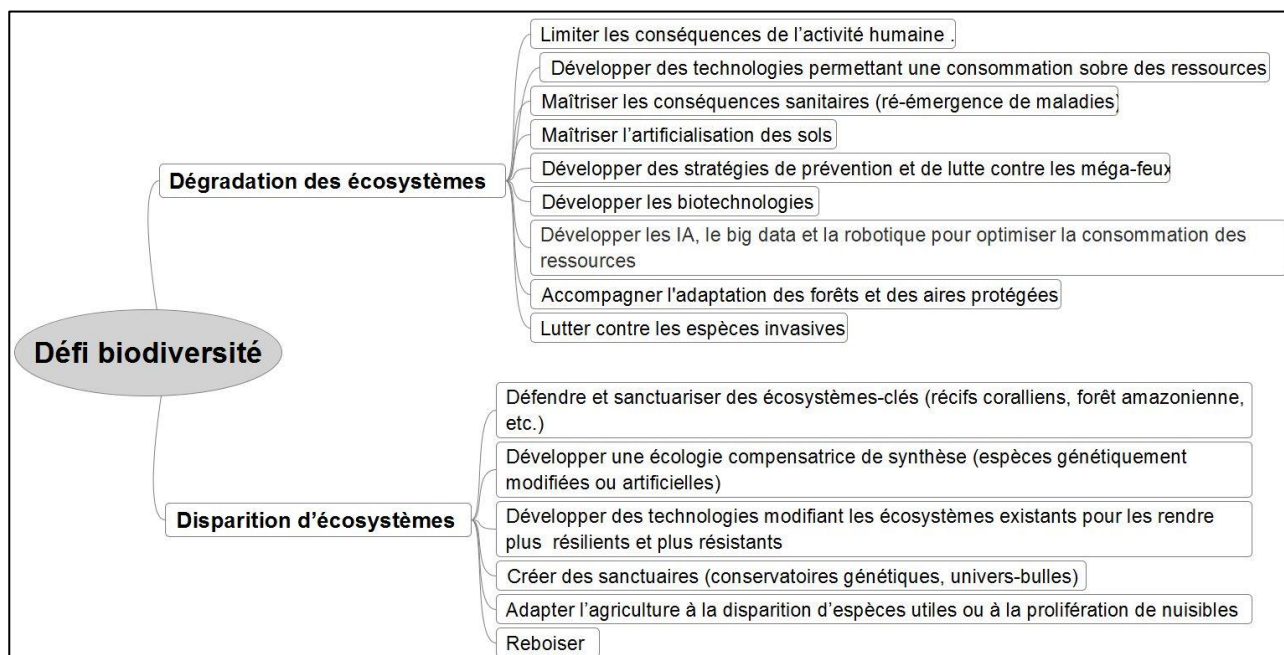 Limiter les conséquences de l'activité humaine .
Développer des technologies permettant une consommation sobre des ressources
Maîtriser les conséquences sanitaires (ré-émergence de maladies)
Maîtriser l'artificialisation des sols
Dégradation des écosystèmes
Développer des stratégies de prévention et de lutte contre les méga-feux
Développer les biotechnologies
Développer les IA, le big data et la robotique pour optimiser la consommation des
ressources
Accompagner l'adaptation des forêts et des aires protégées
Lutter contre les espèces invasives
Défi biodiversité
Défendre et sanctuariser des écosystèmes-clés (récifs coralliens, forêt amazonienne,
etc.)
Développer une écologie compensatrice de synthèse (espèces génétiquement
modifiées ou artificielles)
Disparition d'écosystèmes
Développer des technologies modifiant les écosystèmes existants pour les rendre
plus résilients et plus résistants
Créer des sanctuaires (conservatoires génétiques, univers-bulles)
Adapter l'agriculture à la disparition d'espèces utiles ou à la prolifération de nuisibles
Reboiser